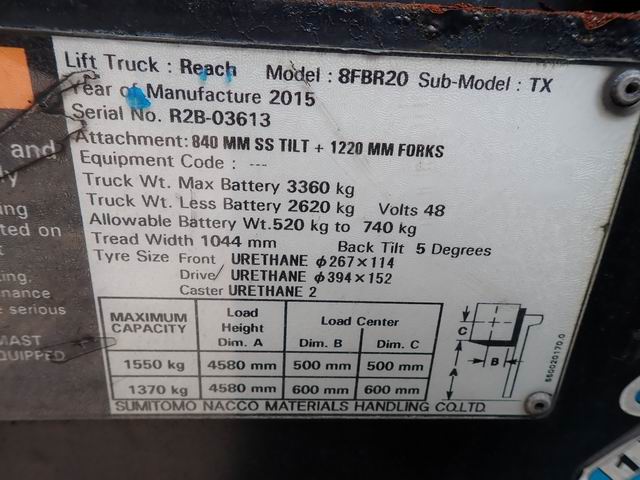 Lift Truck : Reach Model : 8FBR20 Sub-Model : TX
Year of Manufacture 2015
Serial No. R2B-03613
Attachment: 840 MM SS TILT + 1220 MM FORKS
Equipment Code : ---
Truck Wt. Max Battery 3360 kg
Truck Wt. Less Battery 2620 kg Volts 48
Allowable Battery Wt. 520 kg to 740 kg
Tread Width 1044 mm Back Tilt 5 Degrees
Tyre Size Front URETHANE φ267×114
Drive/ URETHANE φ394×152
Caster URETHANE 2
MAXIMUM CAPACITY Load Height Dim. A Load Center Dim. B Dim. C
1550 kg 4580 mm 500 mm 500 mm
1370 kg 4580 mm 600 mm 600 mm
C
B
A
SUMITOMO NACCO MATERIALS HANDLING CO.LTD.
and
ted on
e serious
MAST
EQUIPPED
1